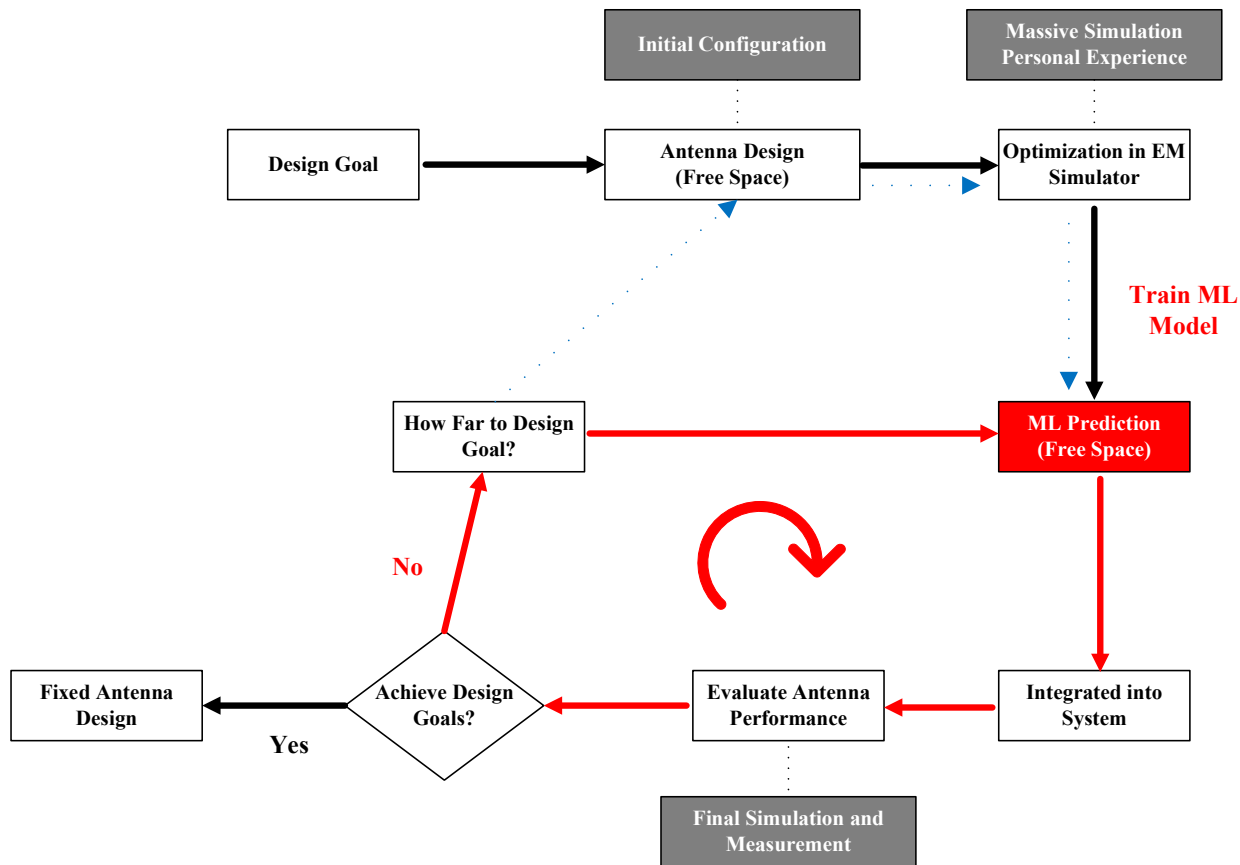 Initial Configuration
Massive Simulation
Personal Experience
Design Goal
Antenna Design
(Free Space)
Optimization in EM
Simulator
Train ML
Model
How Far to Design
Goal?
ML Prediction
(Free Space)
No
Fixed Antenna
Design
Yes
Achieve Design
Goals?
Evaluate Antenna
Performance
Integrated into
System
Final Simulation and
Measurement